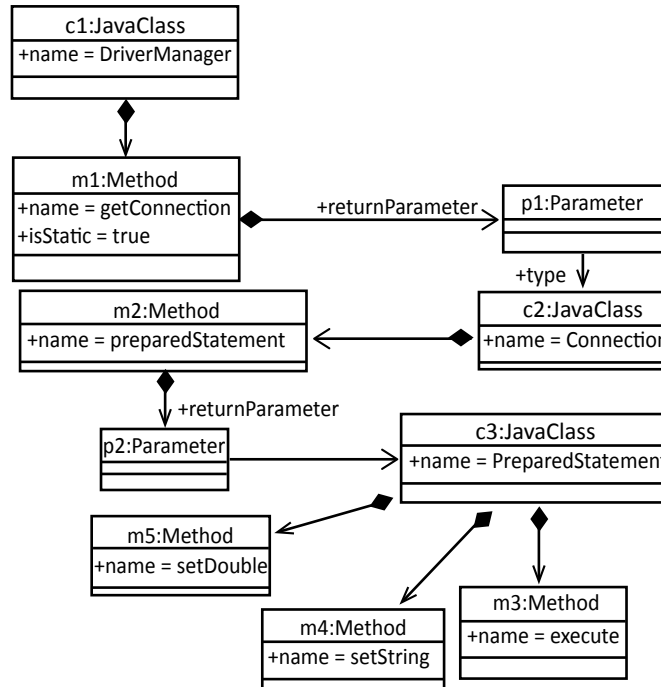 c1:JavaClass
+name = DriverManager
m1:Method
+name = getConnection
+isStatic = true
+returnParameter
p1:Parameter
+type
m2:Method
+name = preparedStatement
c2:JavaClass
+name = Connection
+returnParameter
p2:Parameter
c3:JavaClass
+name = PreparedStatement
m5:Method
+name = setDouble
m4:Method
+name = setString
m3:Method
+name = execute